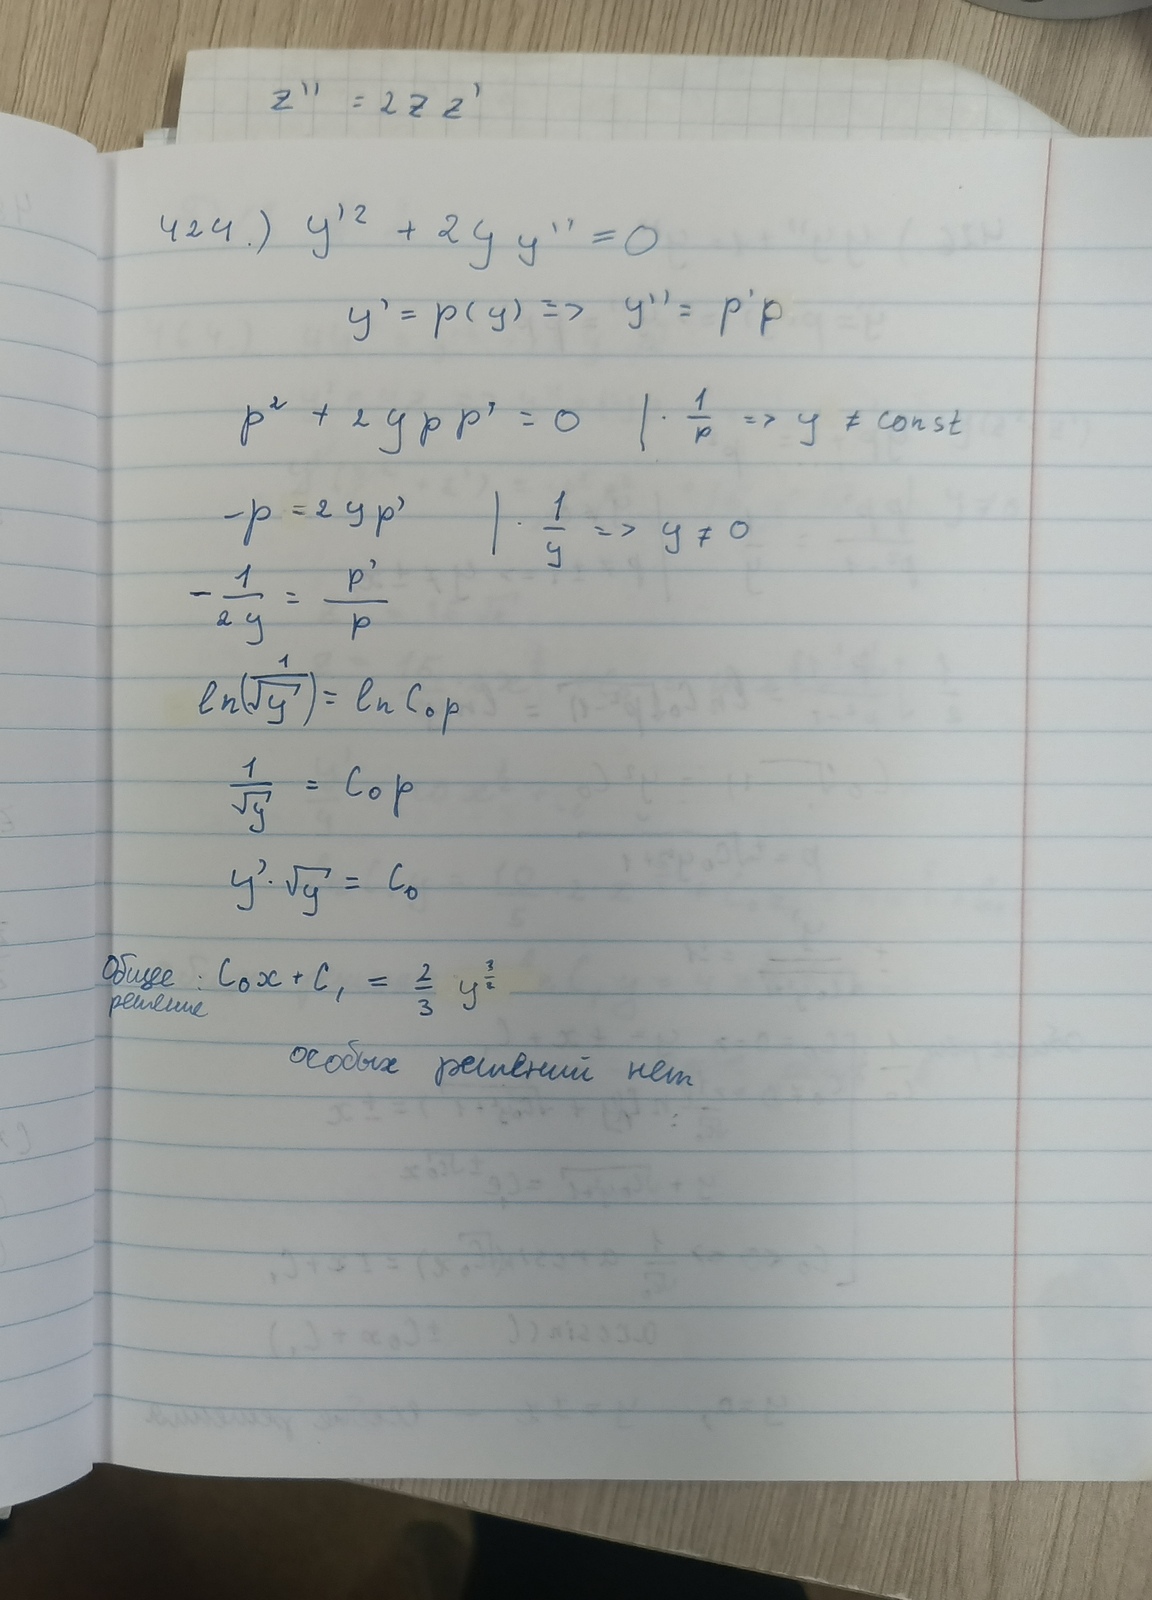 z'' = 2zz'
424.) y'² + 2yy'' = 0
y' = p(y) => y'' = p'p
p² + 2ypp' = 0 | · 1/p => y ≠ const
-p = 2yp' | · 1/y => y ≠ 0
- 1/2y = p'/p
ln(1/√y) = ln C₀p
1/√y = C₀p
y' · √y = C₀
Общее решение : C₀x + C₁ = 2/3 y^(3/2)
особых решений нет